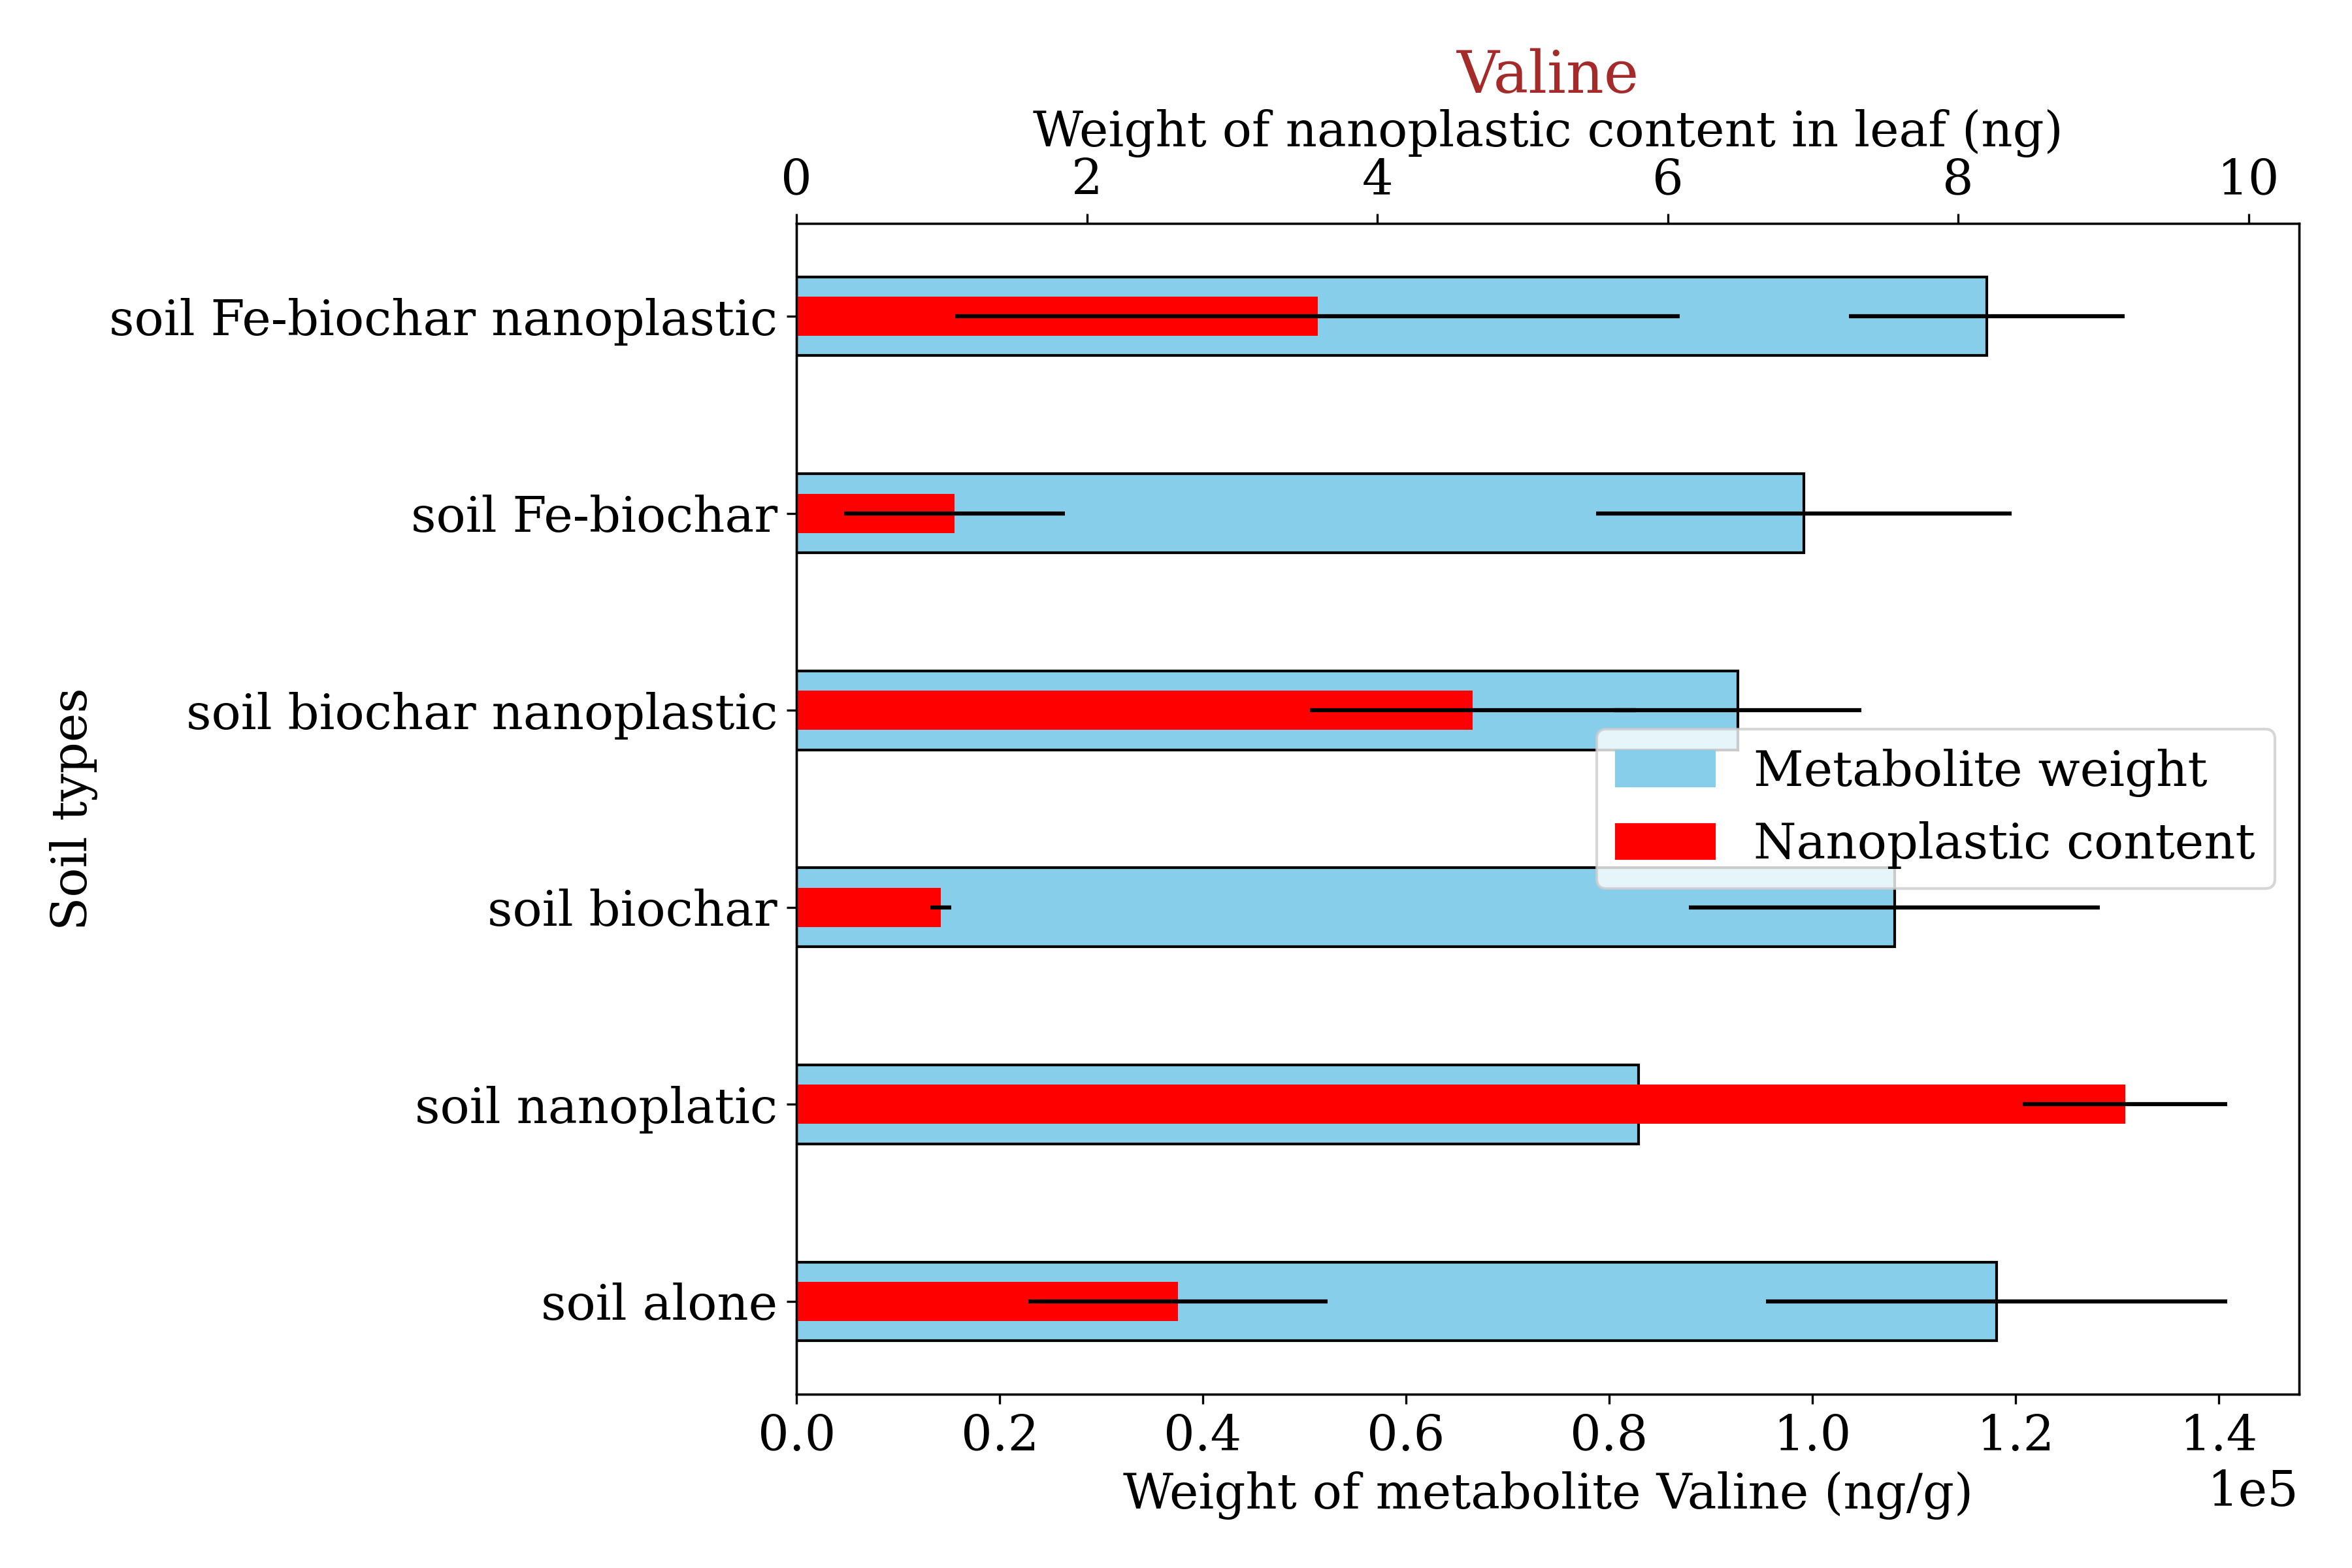 Valine
Weight of nanoplastic content in leaf (ng)
0 2 4 6 8 10
soil Fe-biochar nanoplastic
soil Fe-biochar
soil biochar nanoplastic
soil biochar
soil nanoplatic
soil alone
Soil types
Metabolite weight
Nanoplastic content
0.0 0.2 0.4 0.6 0.8 1.0 1.2 1.4
Weight of metabolite Valine (ng/g)
1e5